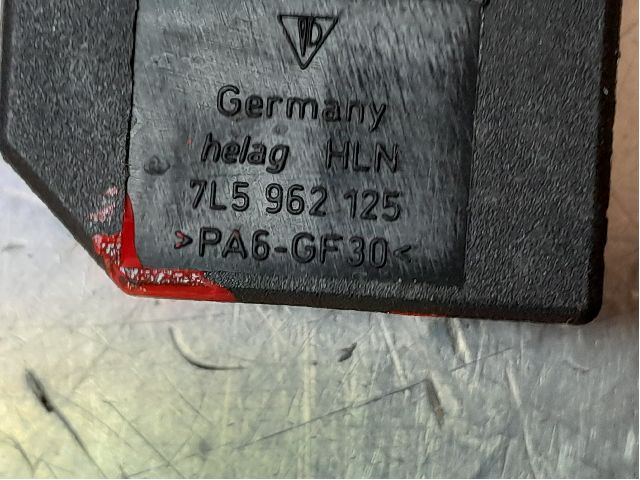 Germany
helag HLN
7L5 962 125
>PA6-GF30<